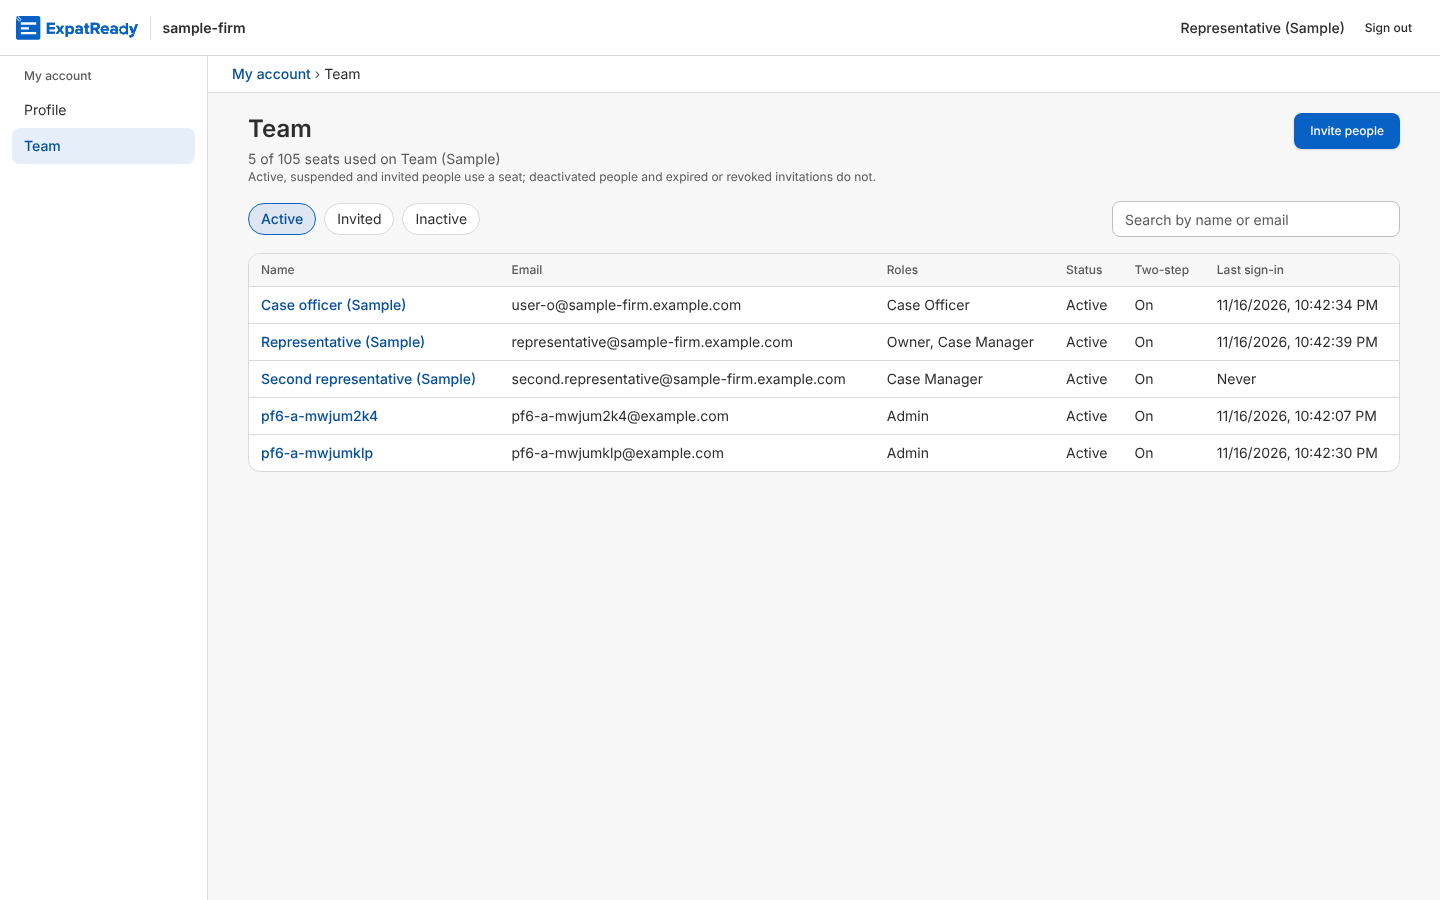 ExpatReady
sample-firm
Representative (Sample)
Sign out
My account
Profile
Team
My account › Team
Team
Invite people
5 of 105 seats used on Team (Sample)
Active, suspended and invited people use a seat; deactivated people and expired or revoked invitations do not.
Active
Invited
Inactive
Search by name or email
Name Email Roles Status Two-step Last sign-in
Case officer (Sample) user-o@sample-firm.example.com Case Officer Active On 11/16/2026, 10:42:34 PM
Representative (Sample) representative@sample-firm.example.com Owner, Case Manager Active On 11/16/2026, 10:42:39 PM
Second representative (Sample) second.representative@sample-firm.example.com Case Manager Active On Never
pf6-a-mwjum2k4 pf6-a-mwjum2k4@example.com Admin Active On 11/16/2026, 10:42:07 PM
pf6-a-mwjumklp pf6-a-mwjumklp@example.com Admin Active On 11/16/2026, 10:42:30 PM